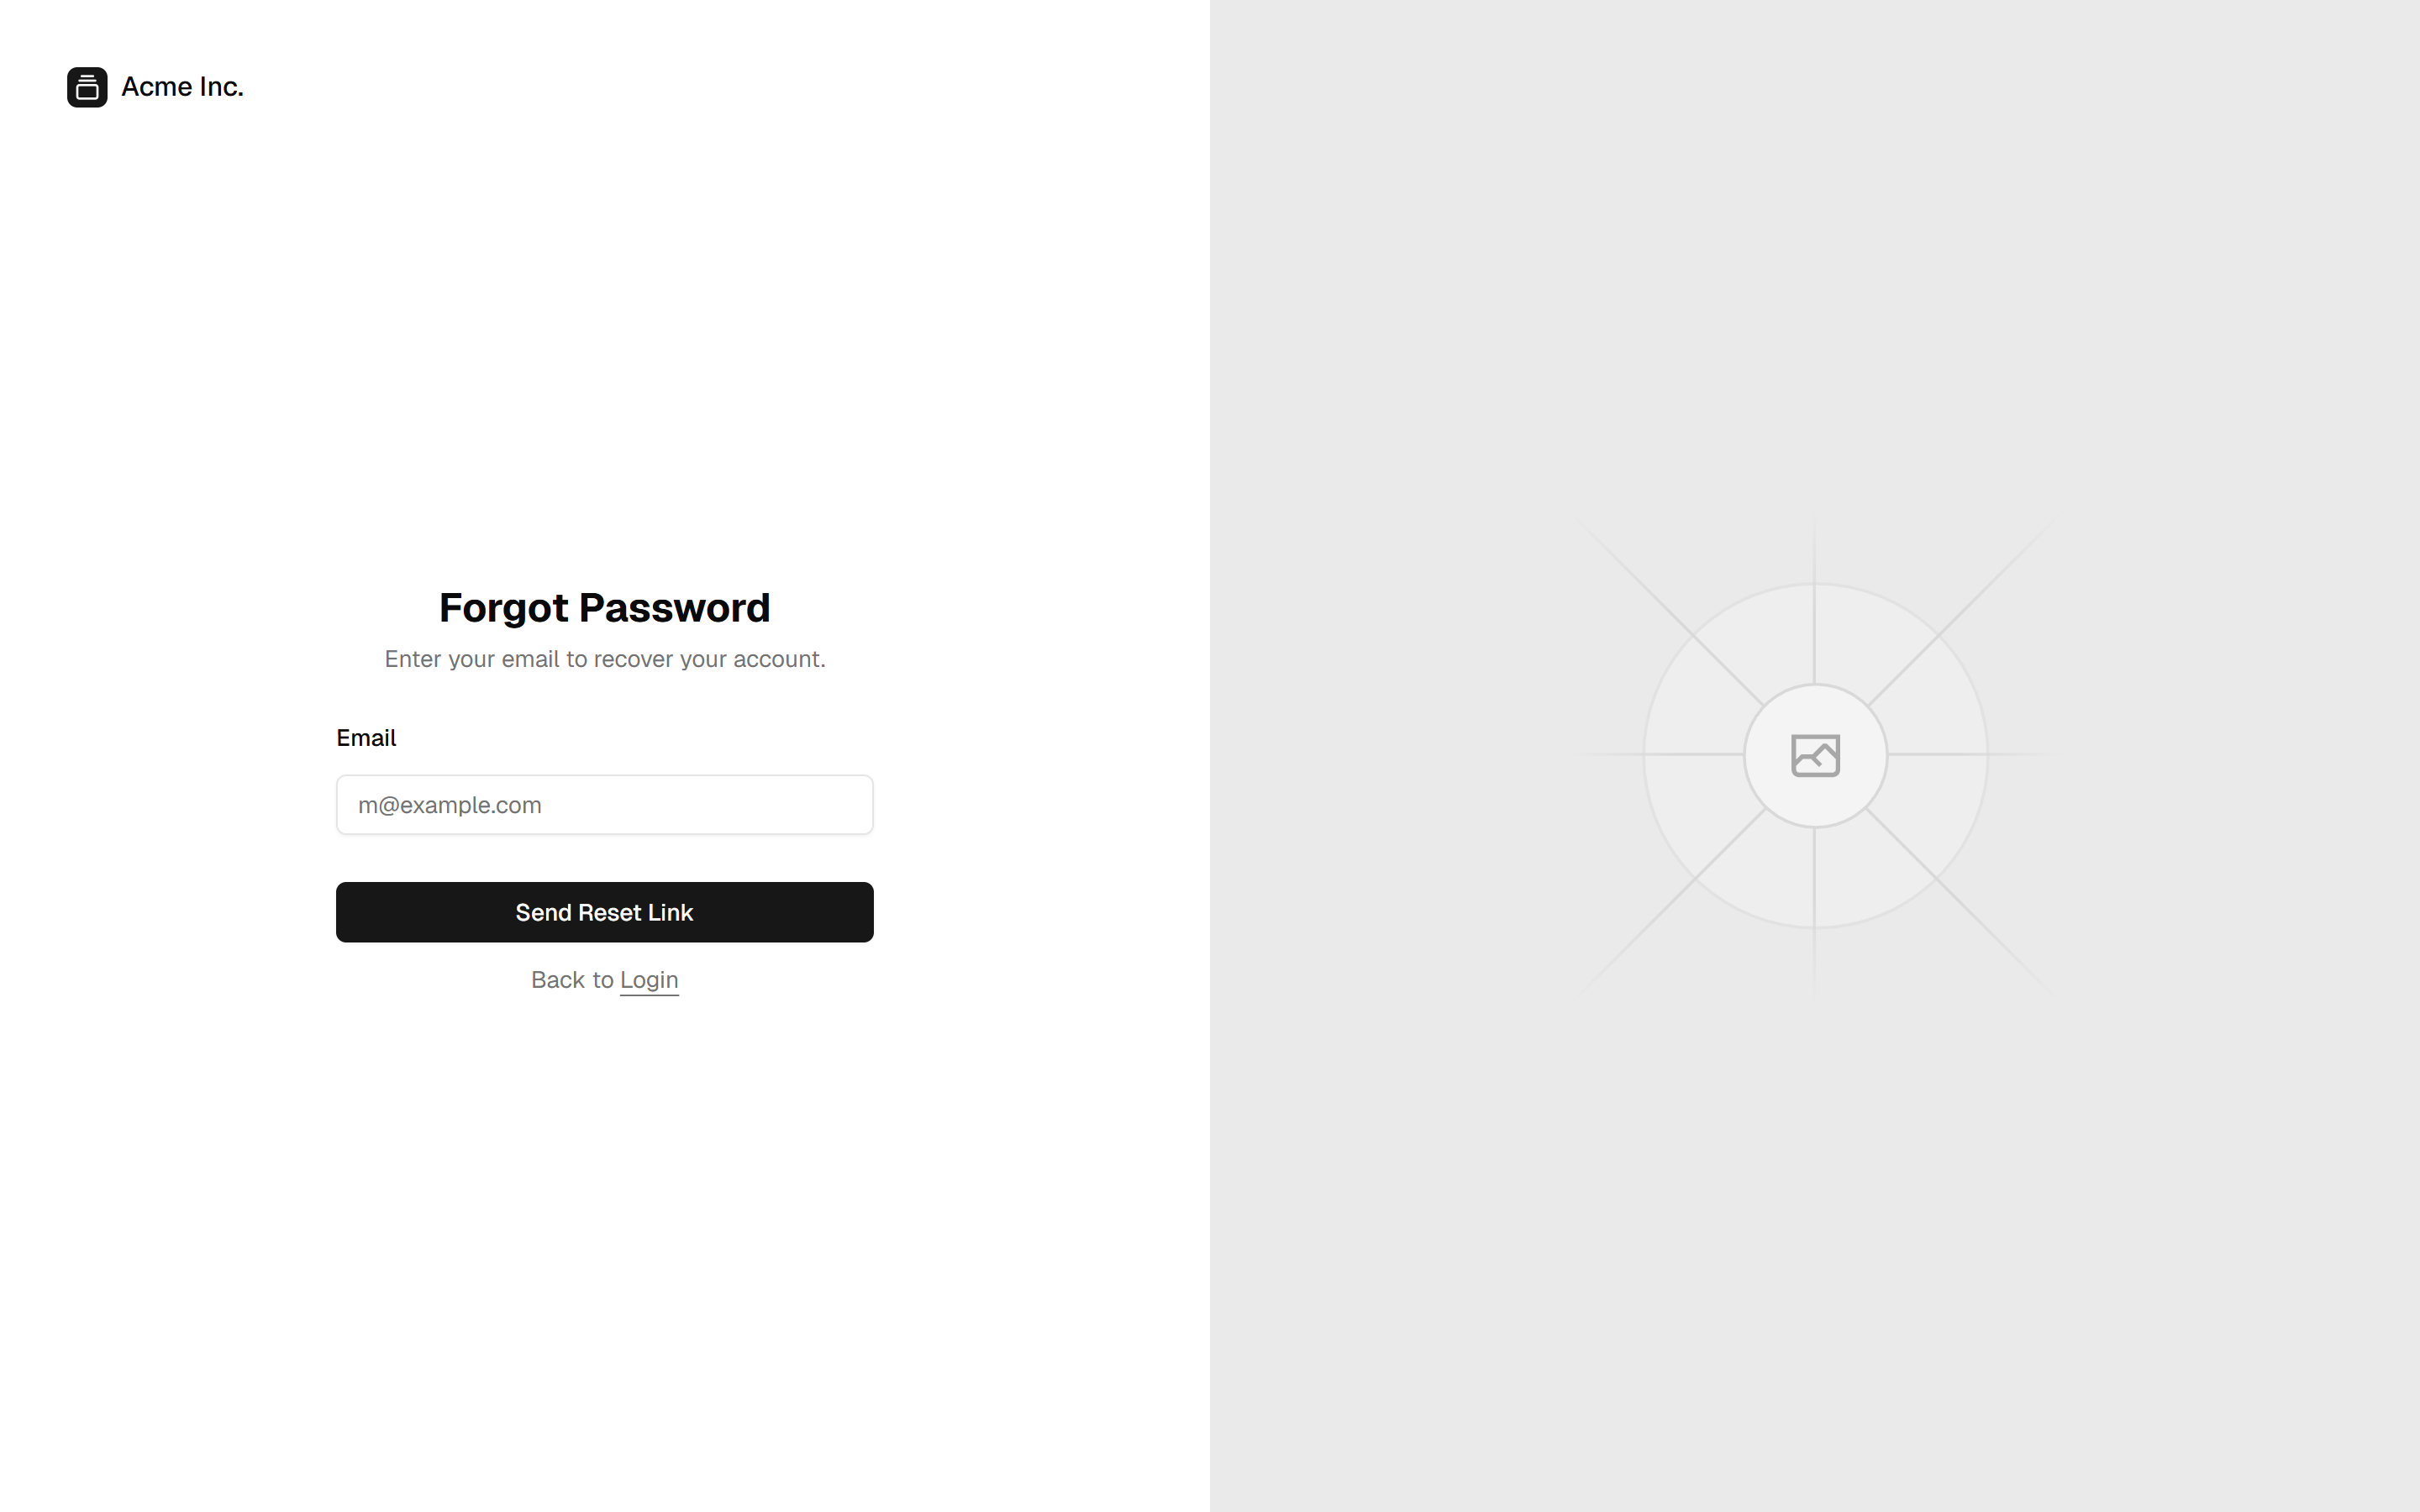 Acme Inc.
Forgot Password
Enter your email to recover your account.
Email
m@example.com
Send Reset Link
Back to Login